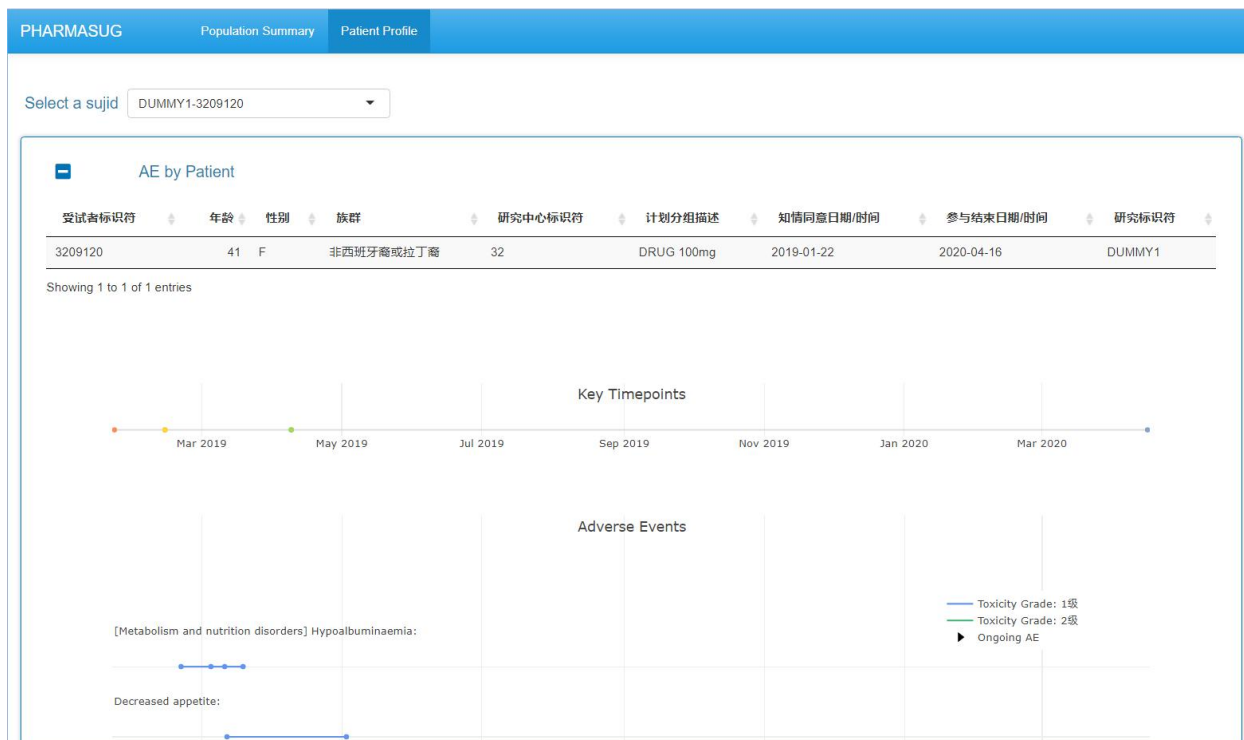 PHARMASUG Population Summary Patient Profile
Select a sujid DUMMY1-3209120
AE by Patient
受试者标识符 年龄 性别 族群 研究中心标识符 计划分组描述 知情同意日期/时间 参与结束日期/时间 研究标识符
3209120 41 F 非西班牙裔或拉丁裔 32 DRUG 100mg 2019-01-22 2020-04-16 DUMMY1
Showing 1 to 1 of 1 entries
Key Timepoints
Mar 2019 May 2019 Jul 2019 Sep 2019 Nov 2019 Jan 2020 Mar 2020
Adverse Events
Toxicity Grade: 1级
Toxicity Grade: 2级
Ongoing AE
[Metabolism and nutrition disorders] Hypoalbuminaemia:
Decreased appetite: